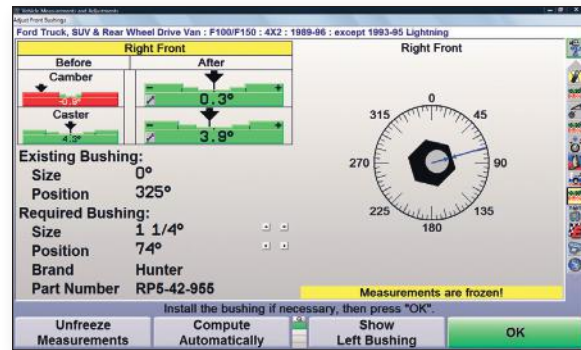 Vehicle Measurements and Adjustments
Adjust Front Bushings
Ford Truck, SUV & Rear Wheel Drive Van : F100/F150 : 4X2 : 1989-96 : except 1993-95 Lightning
Right Front
Before After
Camber
-0.9° 0.3°
Caster
4.3° 3.9°
Existing Bushing:
Size 0°
Position 325°
Required Bushing:
Size 1 1/4°
Position 74°
Brand Hunter
Part Number RP5-42-955
Right Front
0
315 45
270 90
225 135
180
Measurements are frozen!
Install the bushing if necessary, then press "OK".
Unfreeze Measurements
Compute Automatically
Show Left Bushing
OK